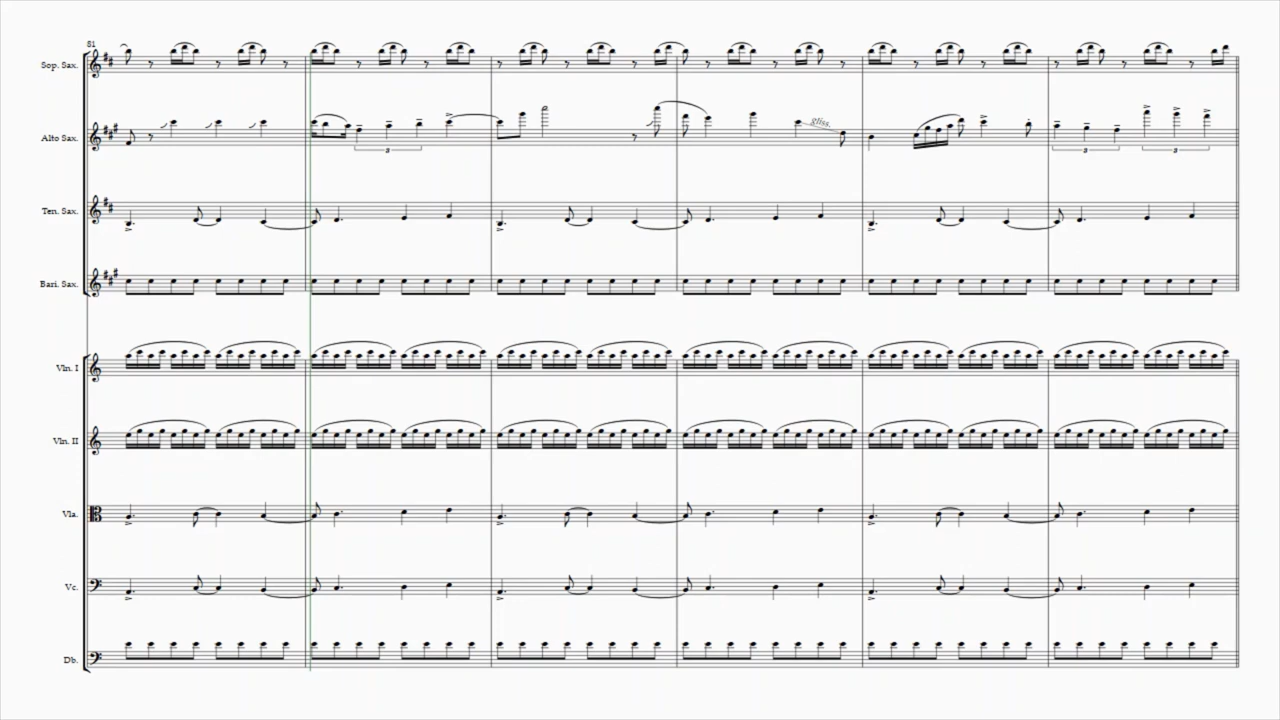 81
Sop. Sax.
Alto Sax.
3
gliss.
3
3
Ten. Sax.
Bari. Sax.
Vln. I
Vln. II
Vla.
Vc.
Db.